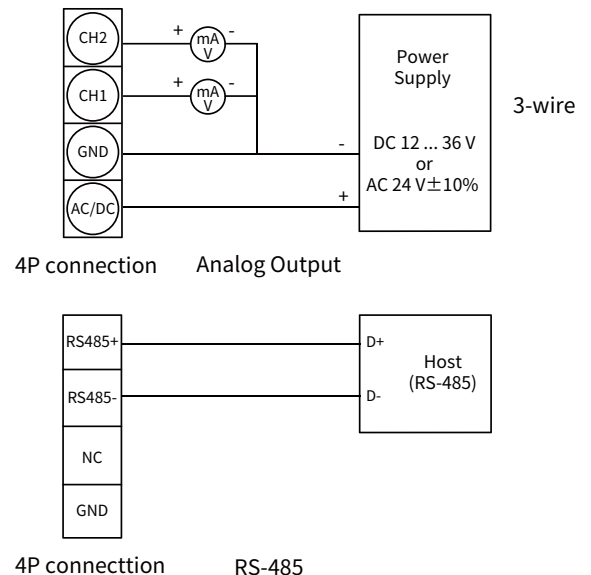 CH2
+
mA
V
-
CH1
+
mA
V
-
GND
-
AC/DC
+
Power
Supply
DC 12 ... 36 V
or
AC 24 V±10%
3-wire
4P connection
Analog Output
RS485+
D+
RS485-
D-
Host
(RS-485)
NC
GND
4P connecttion
RS-485